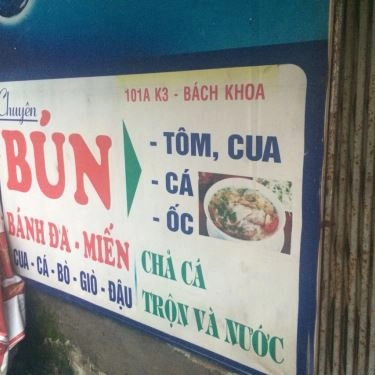 Chuyên
101A K3 - BÁCH KHOA
BÚN
- TÔM, CUA
- CÁ
- ỐC
BÁNH ĐA - MIẾN
CUA - CÁ - BÒ - GIÒ - ĐẬU
CHẢ CÁ
TRỘN VÀ NƯỚC